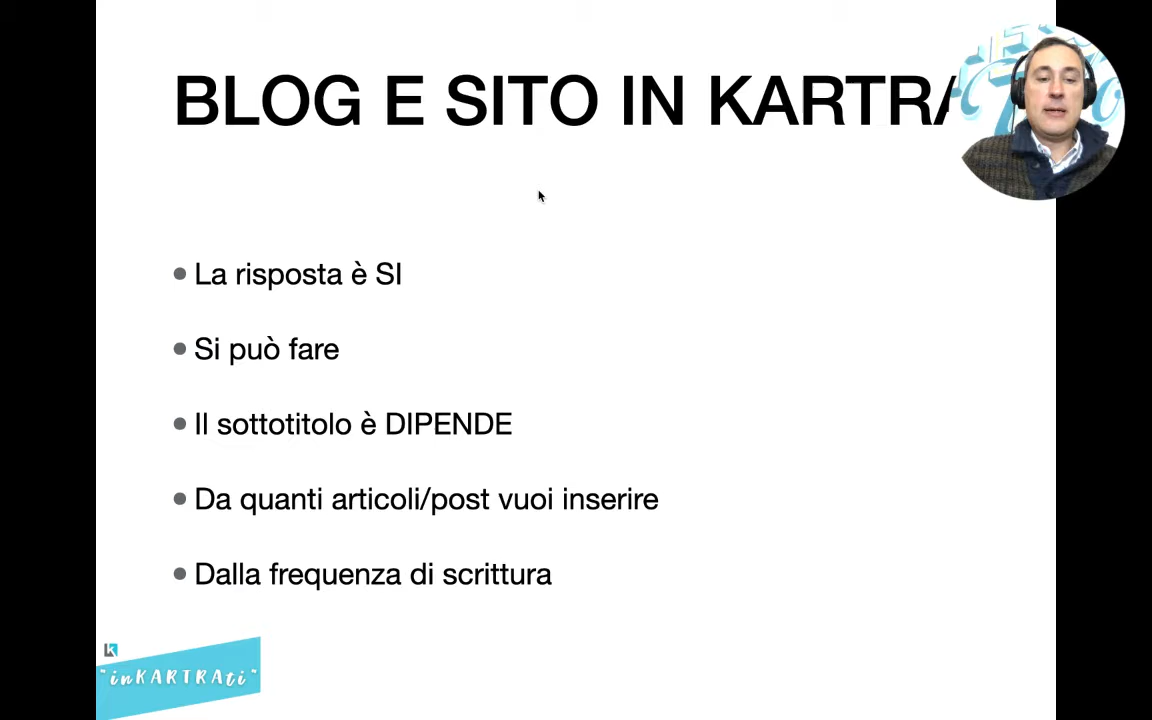 BLOG E SITO IN KARTRA
La risposta è SI
Si può fare
Il sottotitolo è DIPENDE
Da quanti articoli/post vuoi inserire
Dalla frequenza di scrittura
"inKARTRAti"